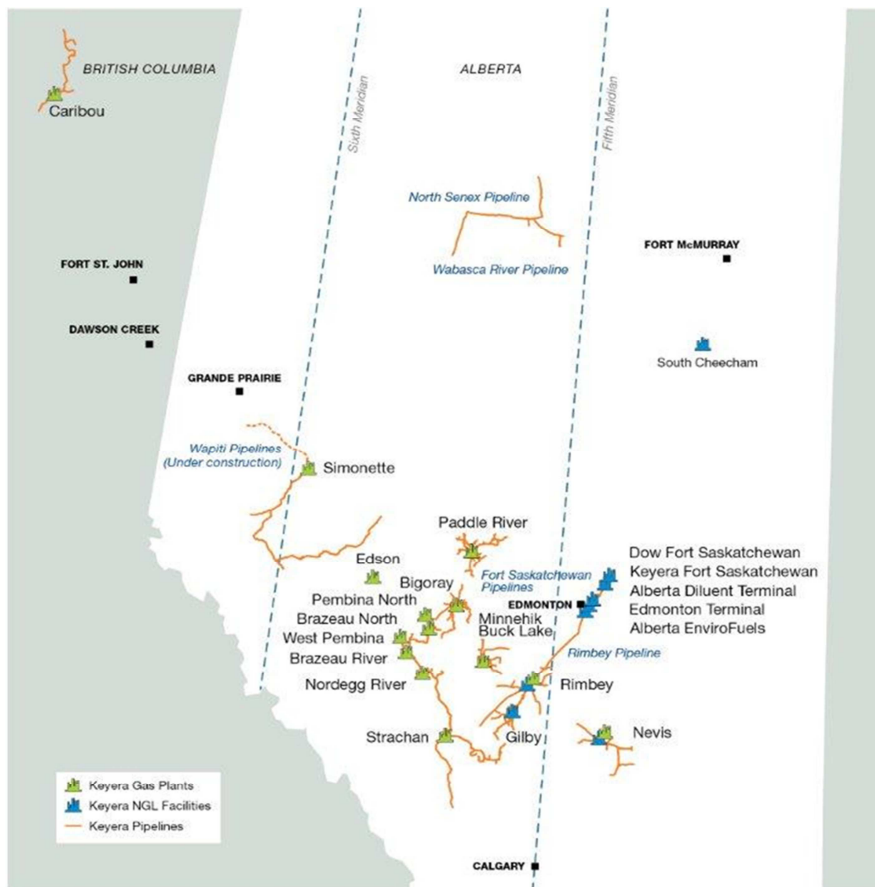 BRITISH COLUMBIA
ALBERTA
Caribou
Sixth Meridian
Fifth Meridian
North Senex Pipeline
Wabasca River Pipeline
FORT McMURRAY
FORT ST. JOHN
DAWSON CREEK
South Cheecham
GRANDE PRAIRIE
Wapiti Pipelines
(Under construction)
Simonette
Paddle River
Edson
Bigoray
Fort Saskatchewan
Pipelines
Dow Fort Saskatchewan
Keyera Fort Saskatchewan
Alberta Diluent Terminal
Edmonton Terminal
Alberta EnviroFuels
EDMONTON
Pembina North
Brazeau North
West Pembina
Brazeau River
Nordegg River
Minnehik
Buck Lake
Rimbey Pipeline
Rimbey
Strachan
Gilby
Nevis
Keyera Gas Plants
Keyera NGL Facilities
Keyera Pipelines
CALGARY